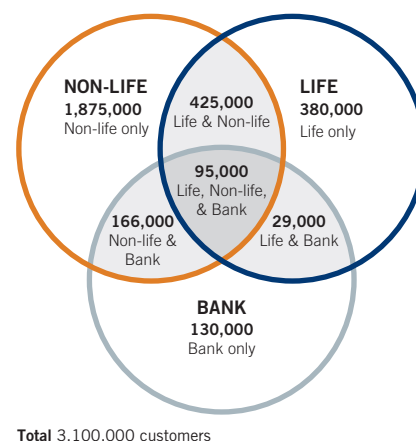 NON-LIFE
1,875,000
Non-life only
425,000
Life & Non-life
LIFE
380,000
Life only
95,000
Life, Non-life,
& Bank
166,000
Non-life &
Bank
29,000
Life & Bank
BANK
130,000
Bank only
Total 3.100.000 customers